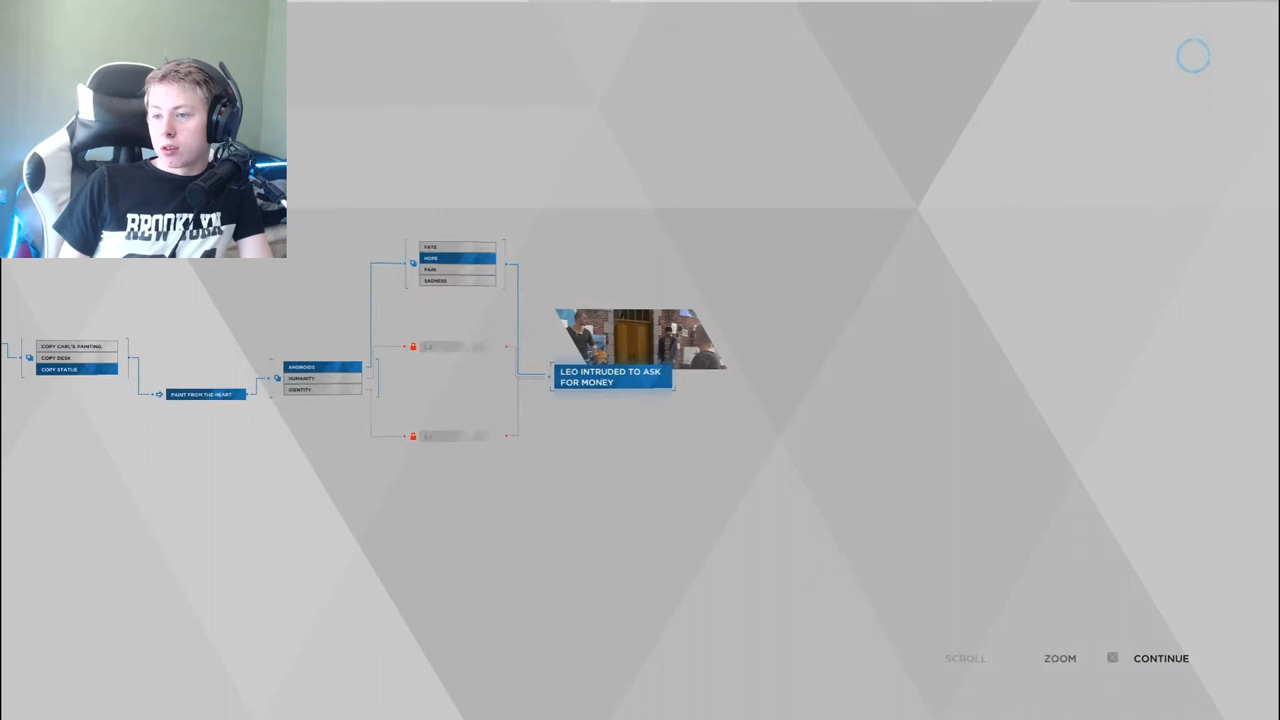 BROOKLYN
NEW YORK
FATE
HOPE
PAIN
SADNESS
COPY CARL'S PAINTING
COPY DESK
COPY STATUE
PAINT FROM THE HEART
ANDROIDS
HUMANITY
IDENTITY
LEO INTRUDED TO ASK
FOR MONEY
SCROLL
ZOOM
CONTINUE